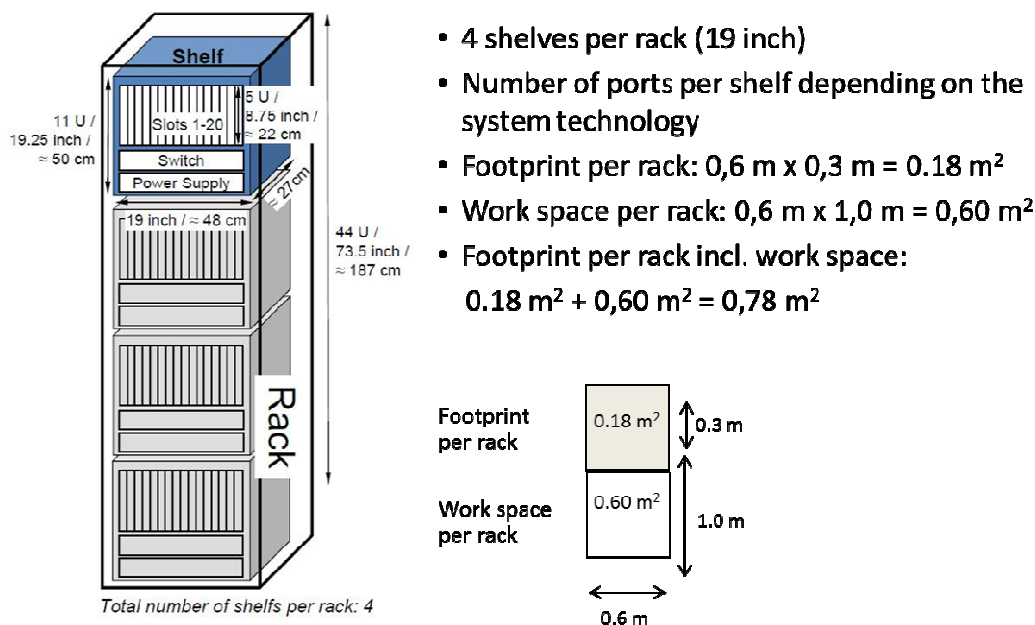 Shelf
5 U /
8.75 inch /
≈ 22 cm
11 U /
19.25 inch /
≈ 50 cm
Slots 1-20
Switch
Power Supply
≈ 27cm
19 inch / ≈ 48 cm
44 U /
73.5 inch /
≈ 187 cm
Rack
Total number of shelfs per rack: 4
• 4 shelves per rack (19 inch)
• Number of ports per shelf depending on the
system technology
• Footprint per rack: 0,6 m x 0,3 m = 0.18 m²
• Work space per rack: 0,6 m x 1,0 m = 0,60 m²
• Footprint per rack incl. work space:
0.18 m² + 0,60 m² = 0,78 m²
Footprint
per rack
0.18 m²
0.3 m
Work space
per rack
0.60 m²
1.0 m
0.6 m